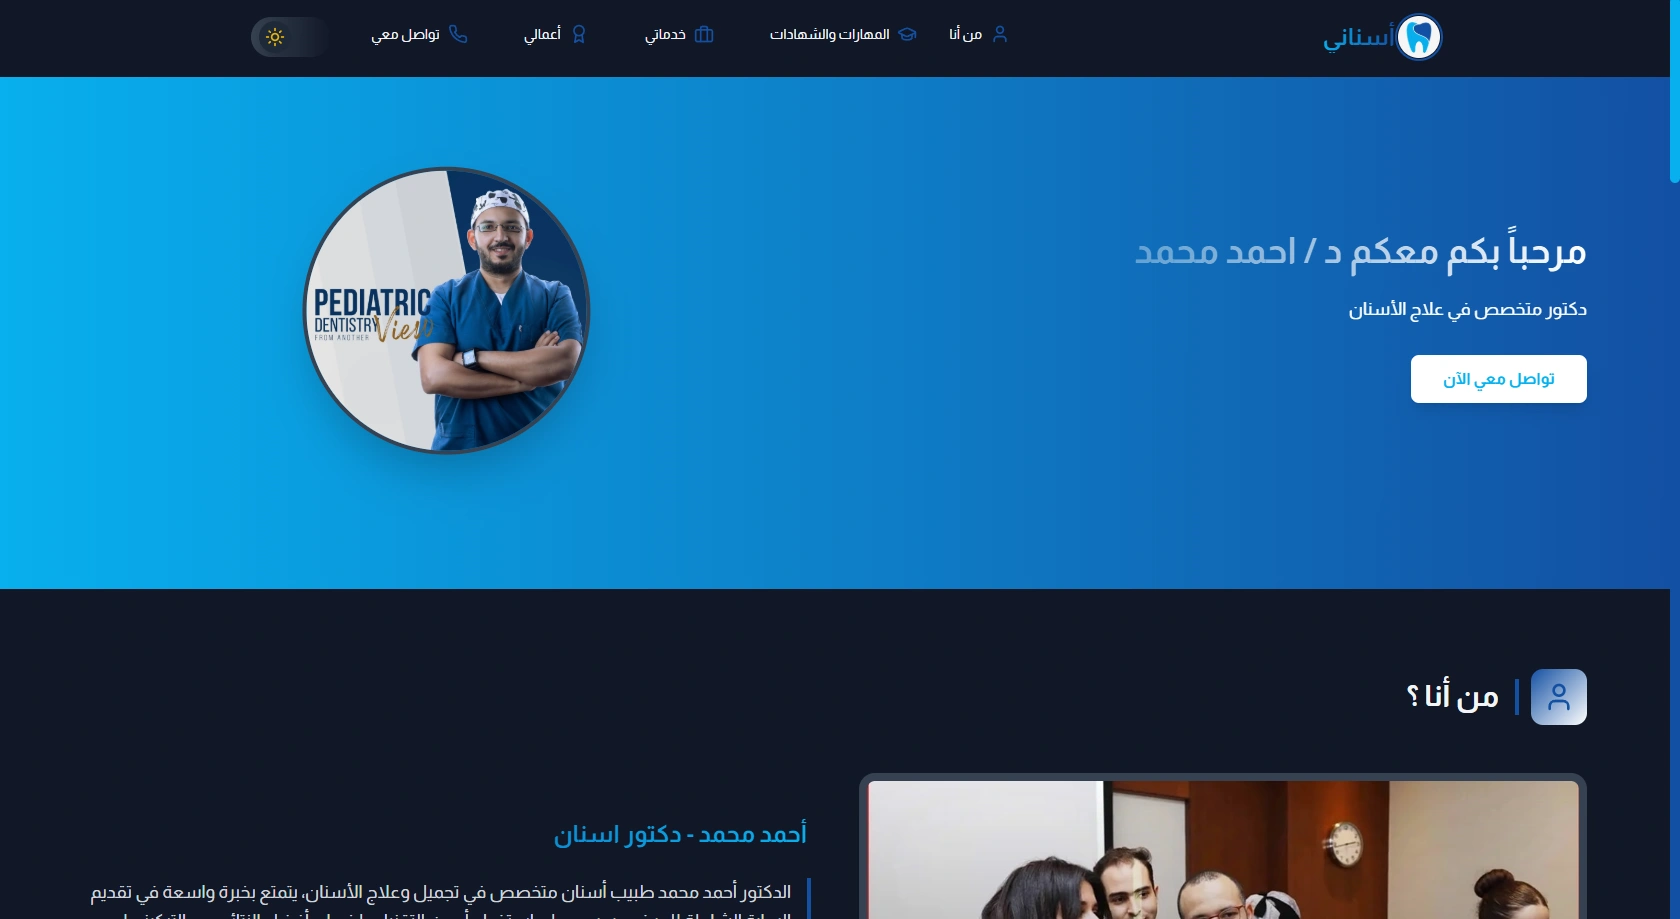 أسناني
من أنا
المهارات والشهادات
خدماتي
أعمالي
تواصل معي
مرحباً بكم معكم د / احمد محمد
دكتور متخصص في علاج الأسنان
تواصل معي الآن
PEDIATRIC
DENTISTRY
View
FROM ANOTHER
من أنا ؟
أحمد محمد - دكتور اسنان
الدكتور أحمد محمد طبيب أسنان متخصص في تجميل وعلاج الأسنان، يتمتع بخبرة واسعة في تقديم